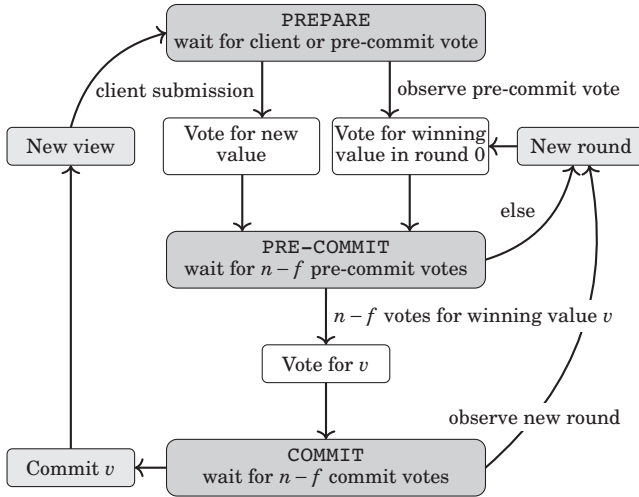 PREPARE
wait for client or pre-commit vote
client submission
observe pre-commit vote
New view
Vote for new
value
Vote for winning
value in round 0
New round
else
PRE-COMMIT
wait for n − f pre-commit votes
n − f votes for winning value v
Vote for v
observe new round
Commit v
COMMIT
wait for n − f commit votes